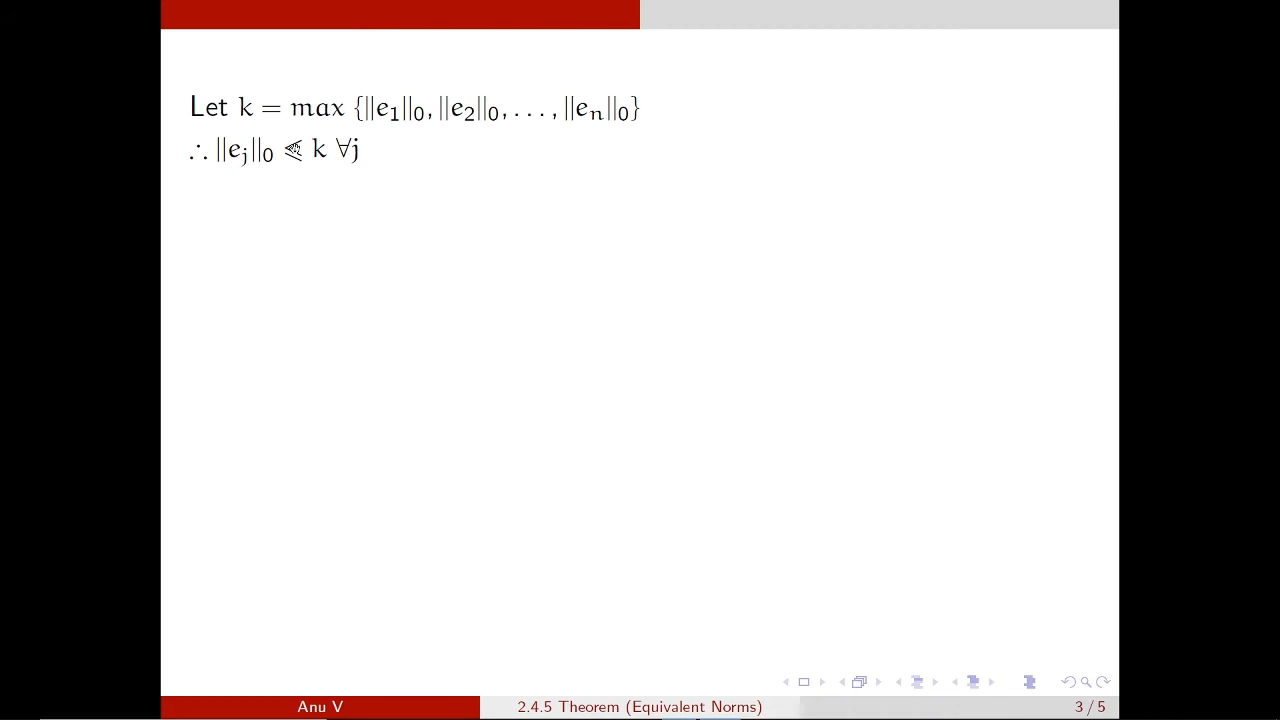 Let k = max {‖e₁‖₀, ‖e₂‖₀, . . . , ‖eₙ‖₀}
∴ ‖eⱼ‖₀ ⩽ k ∀j
Anu V 2.4.5 Theorem (Equivalent Norms) 3 / 5